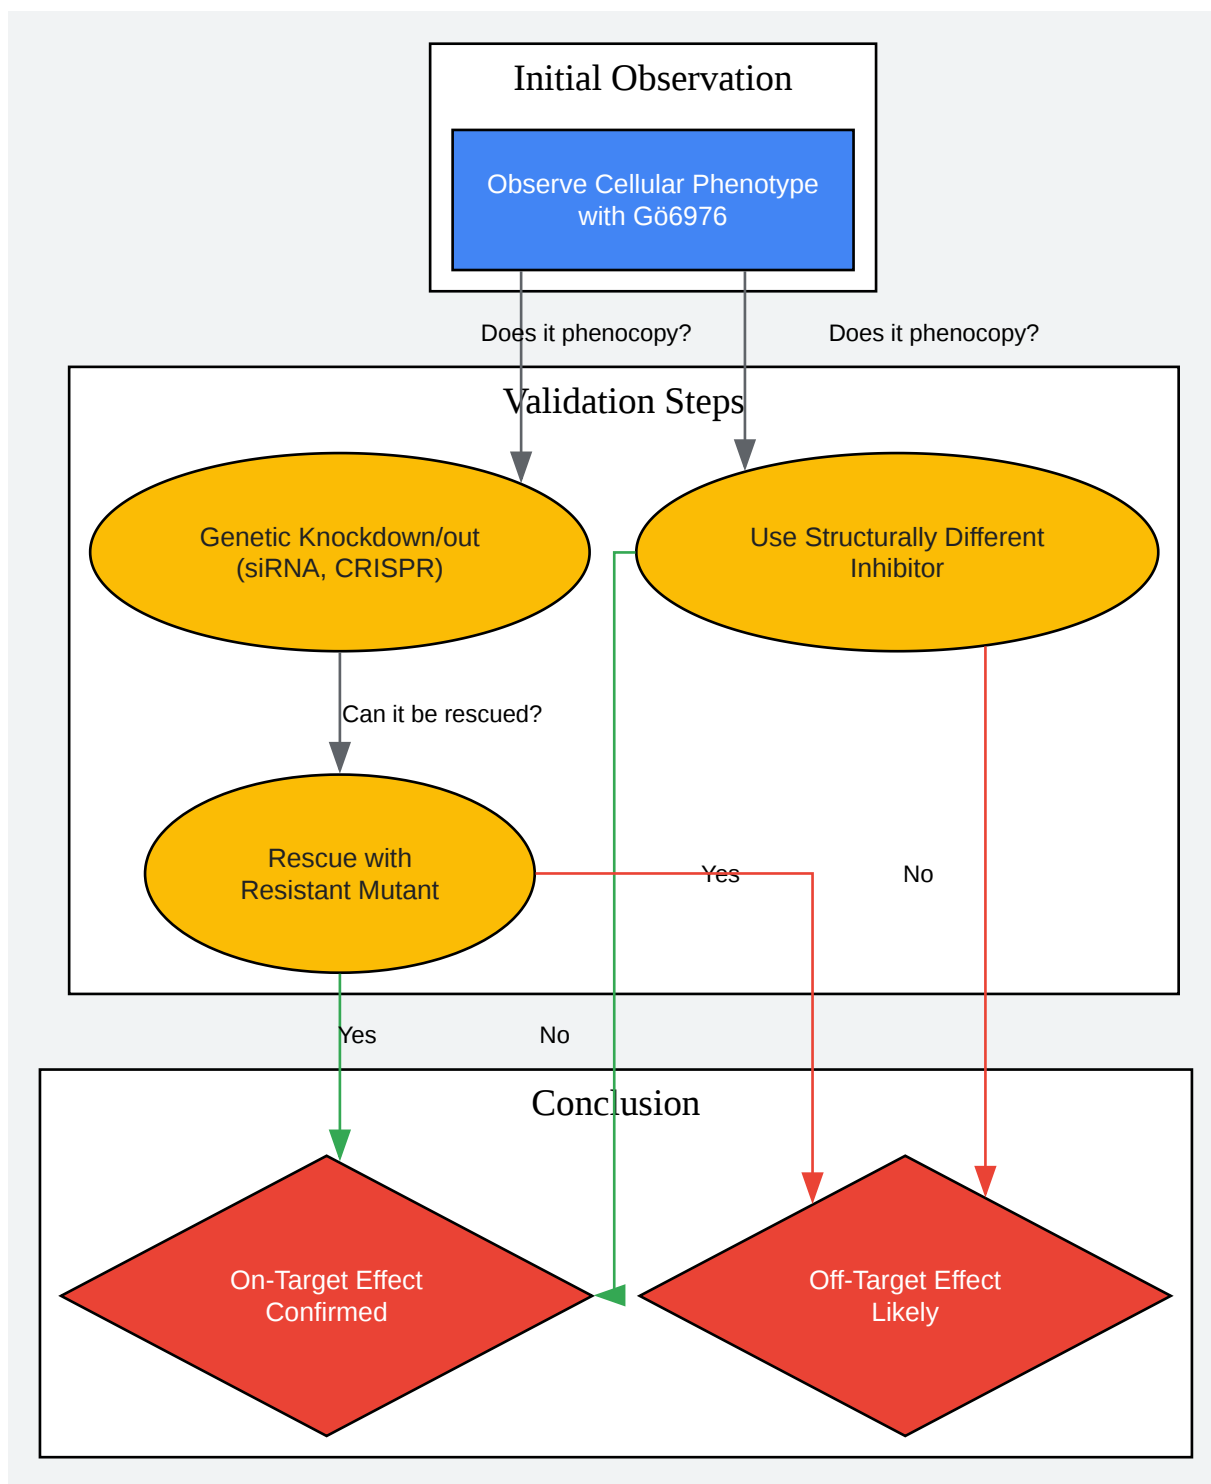 Initial Observation
Observe Cellular Phenotype
with Gö6976
Does it phenocopy?
Does it phenocopy?
Validation Steps
Genetic Knockdown/out
(siRNA, CRISPR)
Use Structurally Different
Inhibitor
Can it be rescued?
Rescue with
Resistant Mutant
Yes
No
Yes
No
Conclusion
On-Target Effect
Confirmed
Off-Target Effect
Likely